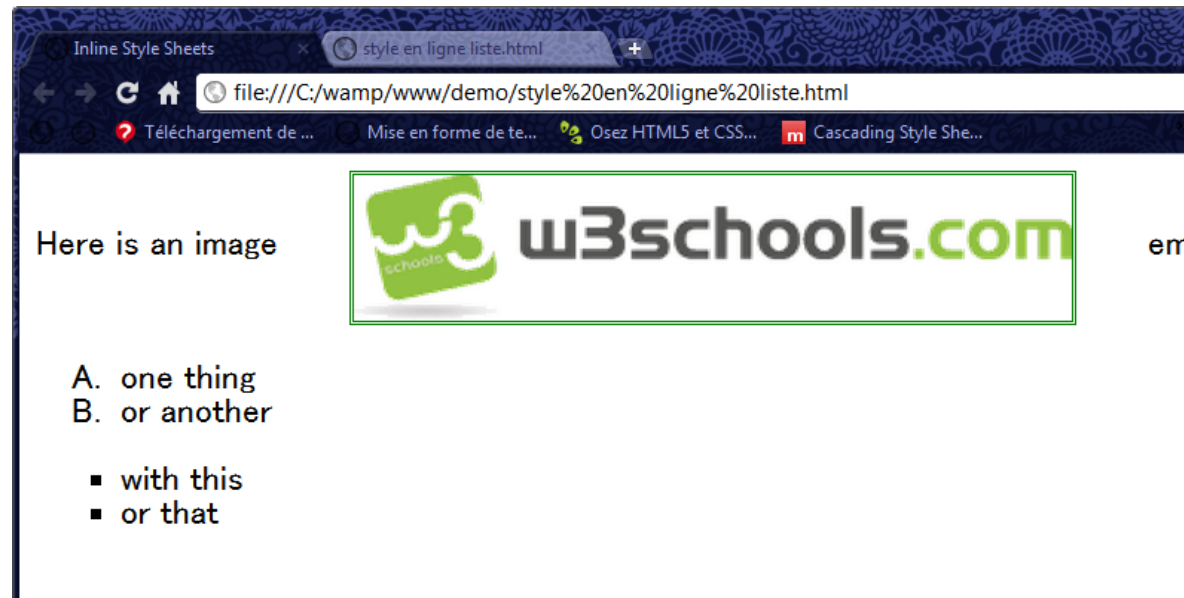 Inline Style Sheets
style en ligne liste.html
file:///C:/wamp/www/demo/style%20en%20ligne%20liste.html
Téléchargement de ...
Mise en forme de te...
Osez HTML5 et CSS...
m
Cascading Style She...
Here is an image
w3
schools
w3schools.com
em
A. one thing
B. or another
▪ with this
▪ or that